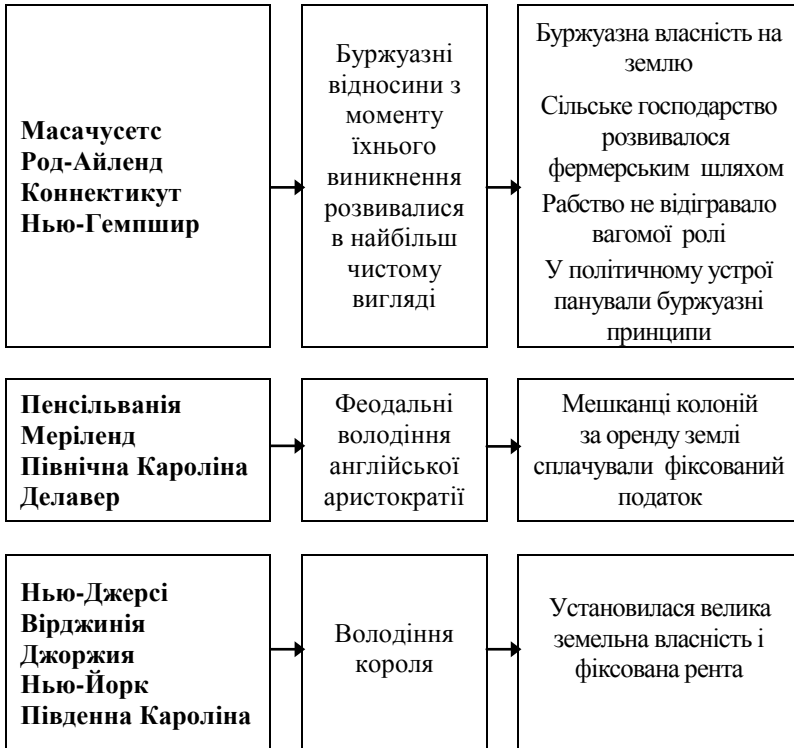 Масачусетс
Род-Айленд
Коннектикут
Нью-Гемпшир
Буржуазні
відносини з
моменту
їхнього
виникнення
розвивалися
в найбільш
чистому
вигляді
Буржуазна власність на
землю
Сільське господарство
розвивалося
фермерським шляхом
Рабство не відігравало
вагомої ролі
У політичному устрої
панували буржуазні
принципи
Пенсільванія
Меріленд
Північна Кароліна
Делавер
Феодальні
володіння
англійської
аристократії
Мешканці колоній
за оренду землі
сплачували фіксований
податок
Нью-Джерсі
Вірджинія
Джоржия
Нью-Йорк
Південна Кароліна
Володіння
короля
Установилася велика
земельна власність і
фіксована рента